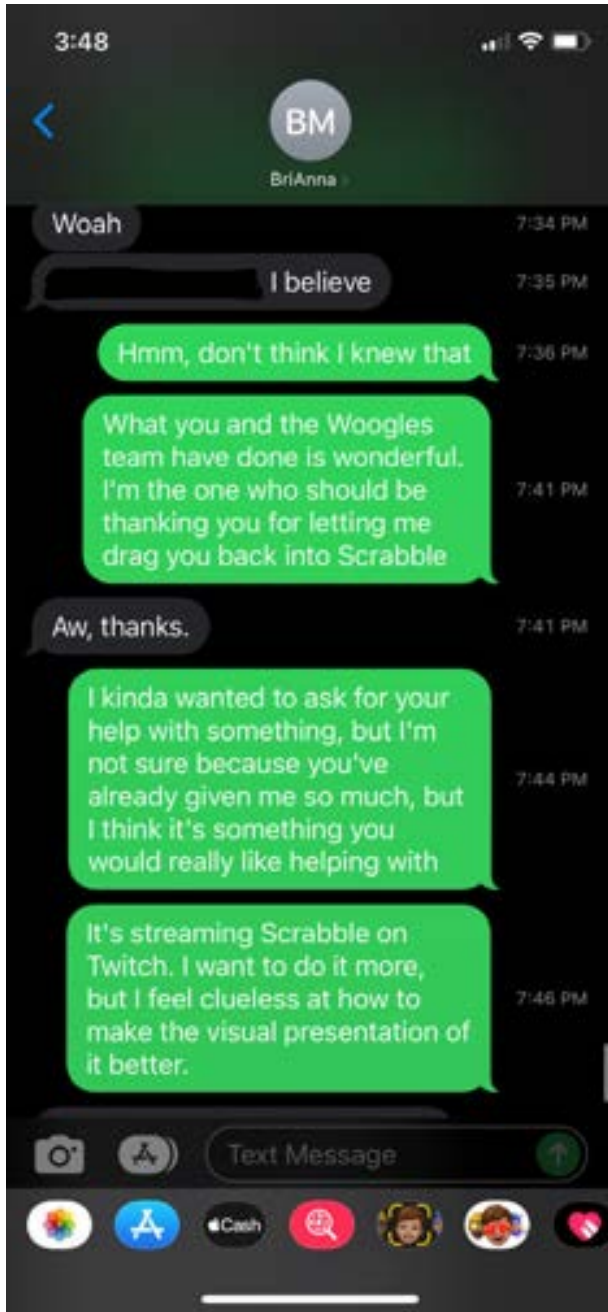 3:48
BM
BriAnna
Woah
7:34 PM
I believe
7:35 PM
Hmm, don't think I knew that
7:36 PM
What you and the Woogles
team have done is wonderful.
I'm the one who should be
thanking you for letting me
drag you back into Scrabble
7:41 PM
Aw, thanks.
7:41 PM
I kinda wanted to ask for your
help with something, but I'm
not sure because you've
already given me so much, but
I think it's something you
would really like helping with
7:44 PM
It's streaming Scrabble on
Twitch. I want to do it more,
but I feel clueless at how to
make the visual presentation of
it better.
7:46 PM
Text Message
Cash